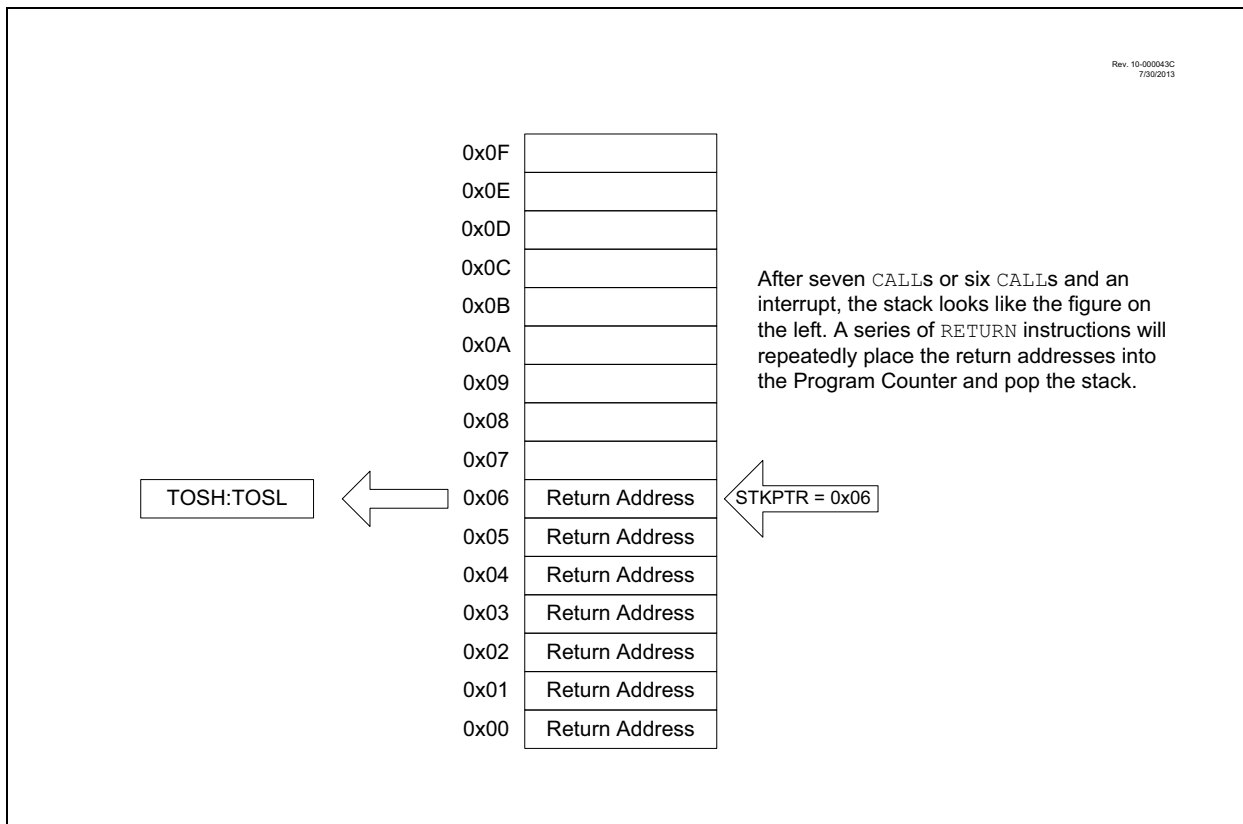 Rev. 10-000043C
7/30/2013
0x0F
0x0E
0x0D
0x0C
0x0B
0x0A
0x09
0x08
0x07
After seven CALLs or six CALLs and an
interrupt, the stack looks like the figure on
the left. A series of RETURN instructions will
repeatedly place the return addresses into
the Program Counter and pop the stack.
TOSH:TOSL
0x06 Return Address
STKPTR = 0x06
0x05 Return Address
0x04 Return Address
0x03 Return Address
0x02 Return Address
0x01 Return Address
0x00 Return Address